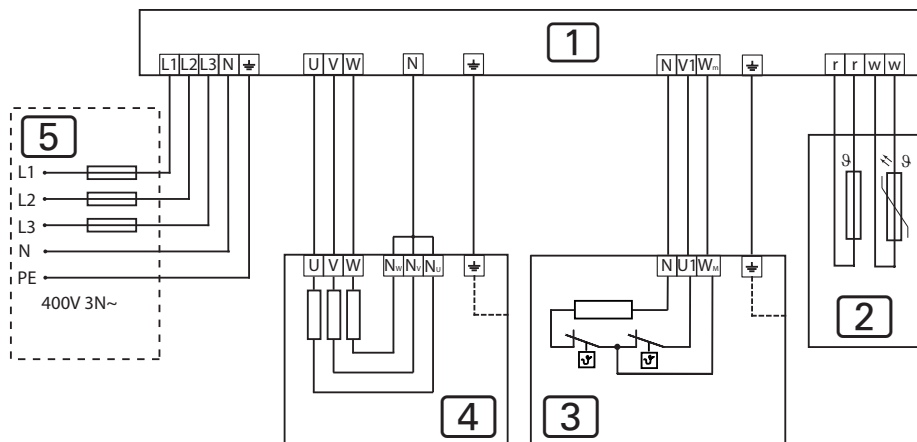 1
L1 L2 L3 N ⏚ U V W N ⏚ N V1 Wm ⏚ r r w w
5
L1
L2
L3
N
PE
400V 3N~
U V W NW NV NU ⏚
N U1 WM ⏚
ϑ ϑ
ϑ ϑ
2
4
3